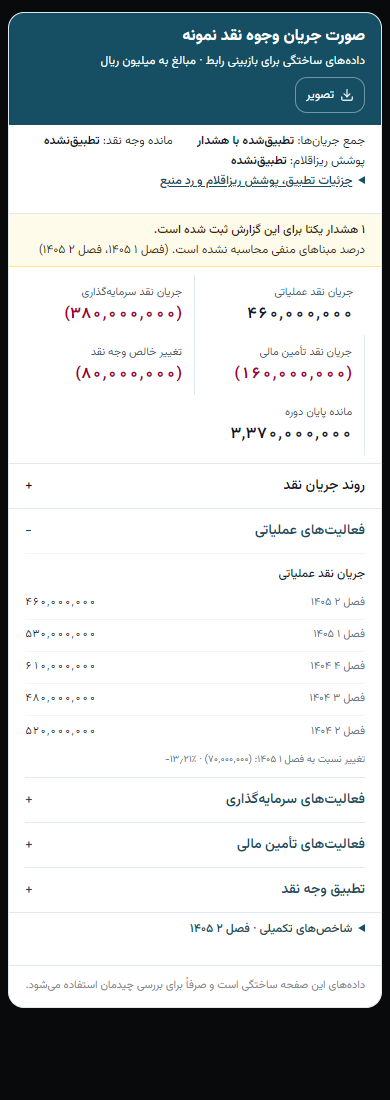 صورت جریان وجوه نقد نمونه
داده‌های ساختگی برای بازبینی رابط · مبالغ به میلیون ریال
تصویر
جمع جریان‌ها: تطبیق‌شده با هشدار مانده وجه نقد: تطبیق‌نشده
پوشش ریزاقلام: تطبیق‌نشده
◀ جزئیات تطبیق، پوشش ریزاقلام و رد منبع
۱ هشدار یکتا برای این گزارش ثبت شده است.
درصد مبناهای منفی محاسبه نشده است. (فصل ۱ ۱۴۰۵، فصل ۲ ۱۴۰۵)
جریان نقد عملیاتی
۴۶۰,۰۰۰,۰۰۰
جریان نقد سرمایه‌گذاری
(۳۸۰,۰۰۰,۰۰۰)
جریان نقد تأمین مالی
(۱۶۰,۰۰۰,۰۰۰)
تغییر خالص وجه نقد
(۸۰,۰۰۰,۰۰۰)
مانده پایان دوره
۳,۳۷۰,۰۰۰,۰۰۰
روند جریان نقد +
فعالیت‌های عملیاتی −
جریان نقد عملیاتی
فصل ۲ ۱۴۰۵ ۴۶۰,۰۰۰,۰۰۰
فصل ۱ ۱۴۰۵ ۵۳۰,۰۰۰,۰۰۰
فصل ۴ ۱۴۰۴ ۶۱۰,۰۰۰,۰۰۰
فصل ۳ ۱۴۰۴ ۴۸۰,۰۰۰,۰۰۰
فصل ۲ ۱۴۰۴ ۵۲۰,۰۰۰,۰۰۰
تغییر نسبت به فصل ۱ ۱۴۰۵: (۷۰,۰۰۰,۰۰۰) · ۱۳٫۲۱٪-
فعالیت‌های سرمایه‌گذاری +
فعالیت‌های تأمین مالی +
تطبیق وجه نقد +
◀ شاخص‌های تکمیلی · فصل ۲ ۱۴۰۵
داده‌های این صفحه ساختگی است و صرفاً برای بررسی چیدمان استفاده می‌شود.